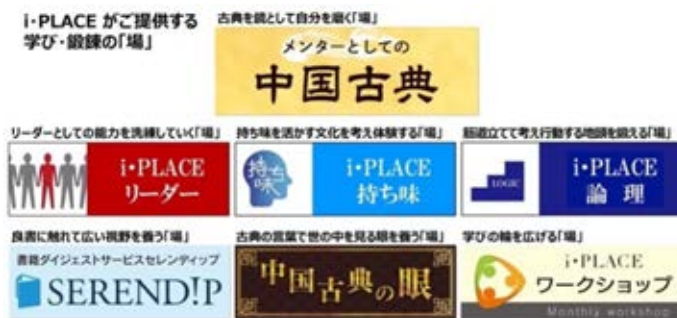 i・PLACE がご提供する
学び・鍛錬の「場」
古典を鏡として自分を磨く「場」
メンターとしての
中国古典
リーダーとしての能力を洗練していく「場」
i・PLACE
リーダー
持ち味を活かす文化を考え体験する「場」
持ち味
i・PLACE
持ち味
筋道立てて考え行動する地頭を鍛える「場」
LOGIC
i・PLACE
論理
良書に触れて広い視野を養う「場」
書籍ダイジェストサービスセレンディップ
SEREND!P
古典の言葉で世の中を見る眼を養う「場」
中国古典の眼
学びの輪を広げる「場」
i・PLACE
ワークショップ
Monthly workshop